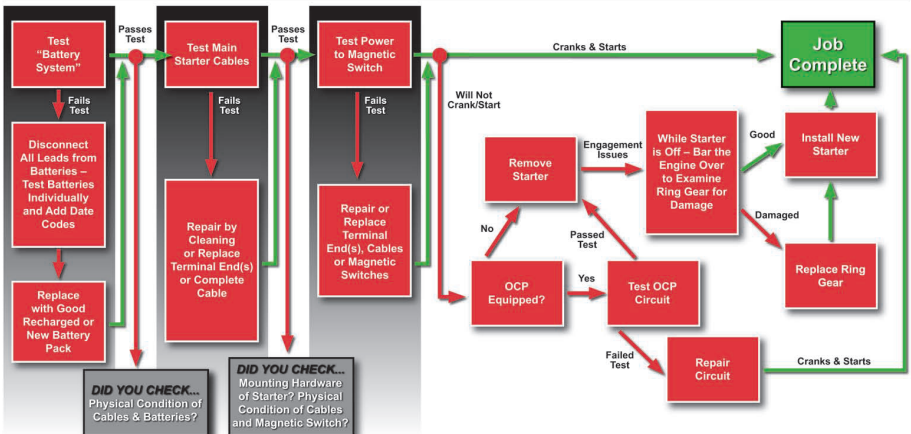 Test
“Battery
System”
Passes
Test
Test Main
Starter Cables
Passes
Test
Test Power
to Magnetic
Switch
Cranks & Starts
Job
Complete
Fails
Test
Fails
Test
Fails
Test
Will Not
Crank/Start
Disconnect
All Leads from
Batteries –
Test Batteries
Individually
and Add Date
Codes
Repair by
Cleaning
or Replace
Terminal End(s)
or Complete
Cable
Repair or
Replace
Terminal
End(s), Cables
or Magnetic
Switches
Remove
Starter
Engagement
Issues
While Starter
is Off – Bar the
Engine Over
to Examine
Ring Gear for
Damage
Good
Install New
Starter
Damaged
Replace Ring
Gear
No
Passed
Test
Replace
with Good
Recharged or
New Battery
Pack
OCP
Equipped?
Yes
Test OCP
Circuit
Failed
Test
Repair
Circuit
Cranks & Starts
DID YOU CHECK...
Physical Condition of
Cables & Batteries?
DID YOU CHECK...
Mounting Hardware
of Starter? Physical
Condition of Cables
and Magnetic Switch?